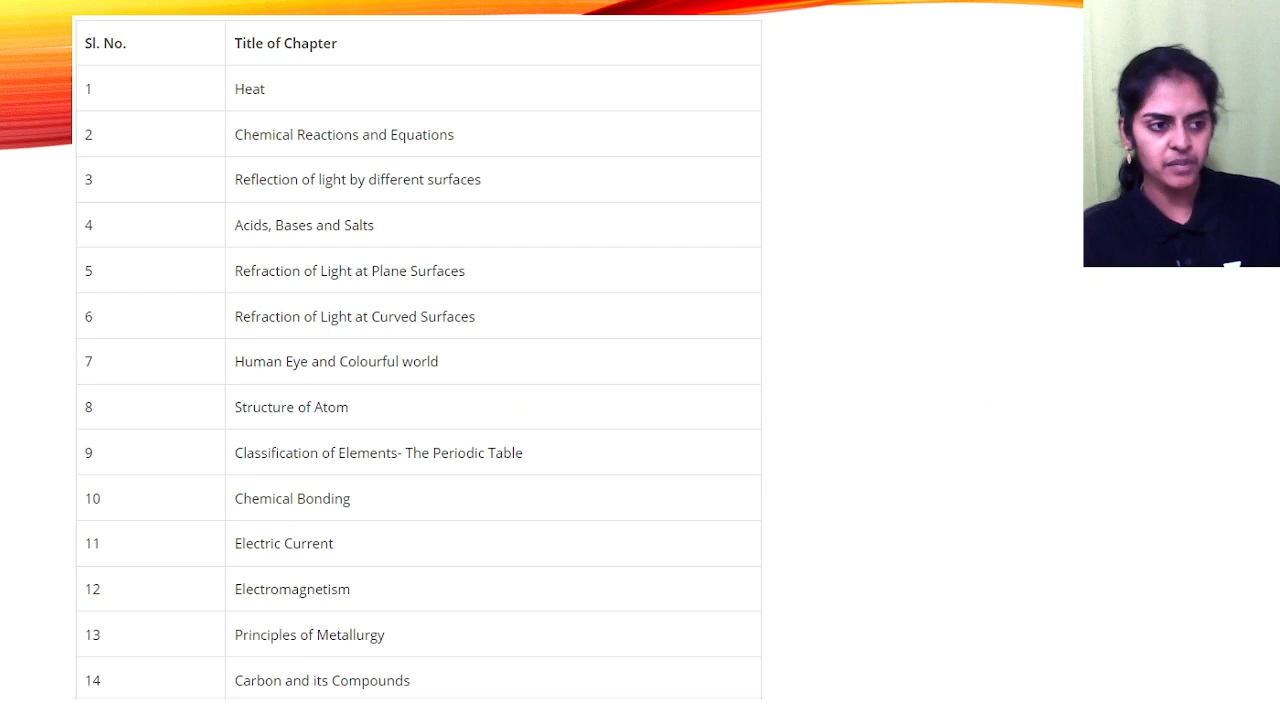 Sl. No. Title of Chapter
1 Heat
2 Chemical Reactions and Equations
3 Reflection of light by different surfaces
4 Acids, Bases and Salts
5 Refraction of Light at Plane Surfaces
6 Refraction of Light at Curved Surfaces
7 Human Eye and Colourful world
8 Structure of Atom
9 Classification of Elements- The Periodic Table
10 Chemical Bonding
11 Electric Current
12 Electromagnetism
13 Principles of Metallurgy
14 Carbon and its Compounds